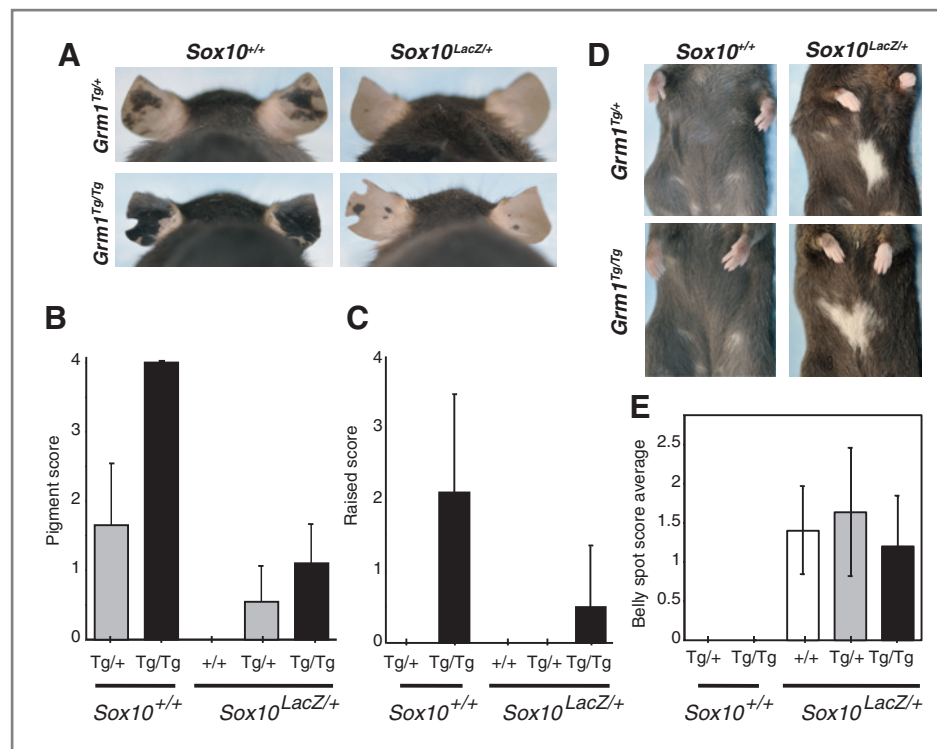 A
Sox10+/+
Sox10LacZ/+
Grm1Tg/+
Grm1Tg/Tg
D
Sox10+/+
Sox10LacZ/+
Grm1Tg/+
Grm1Tg/Tg
B
Pigment score
4
3
2
1
0
Tg/+ Tg/Tg +/+ Tg/+ Tg/Tg
Sox10+/+ Sox10LacZ/+
C
Raised score
4
3
2
1
0
Tg/+ Tg/Tg +/+ Tg/+ Tg/Tg
Sox10+/+ Sox10LacZ/+
E
Belly spot score average
2.5
2
1.5
1
0.5
0
Tg/+ Tg/Tg +/+ Tg/+ Tg/Tg
Sox10+/+ Sox10LacZ/+